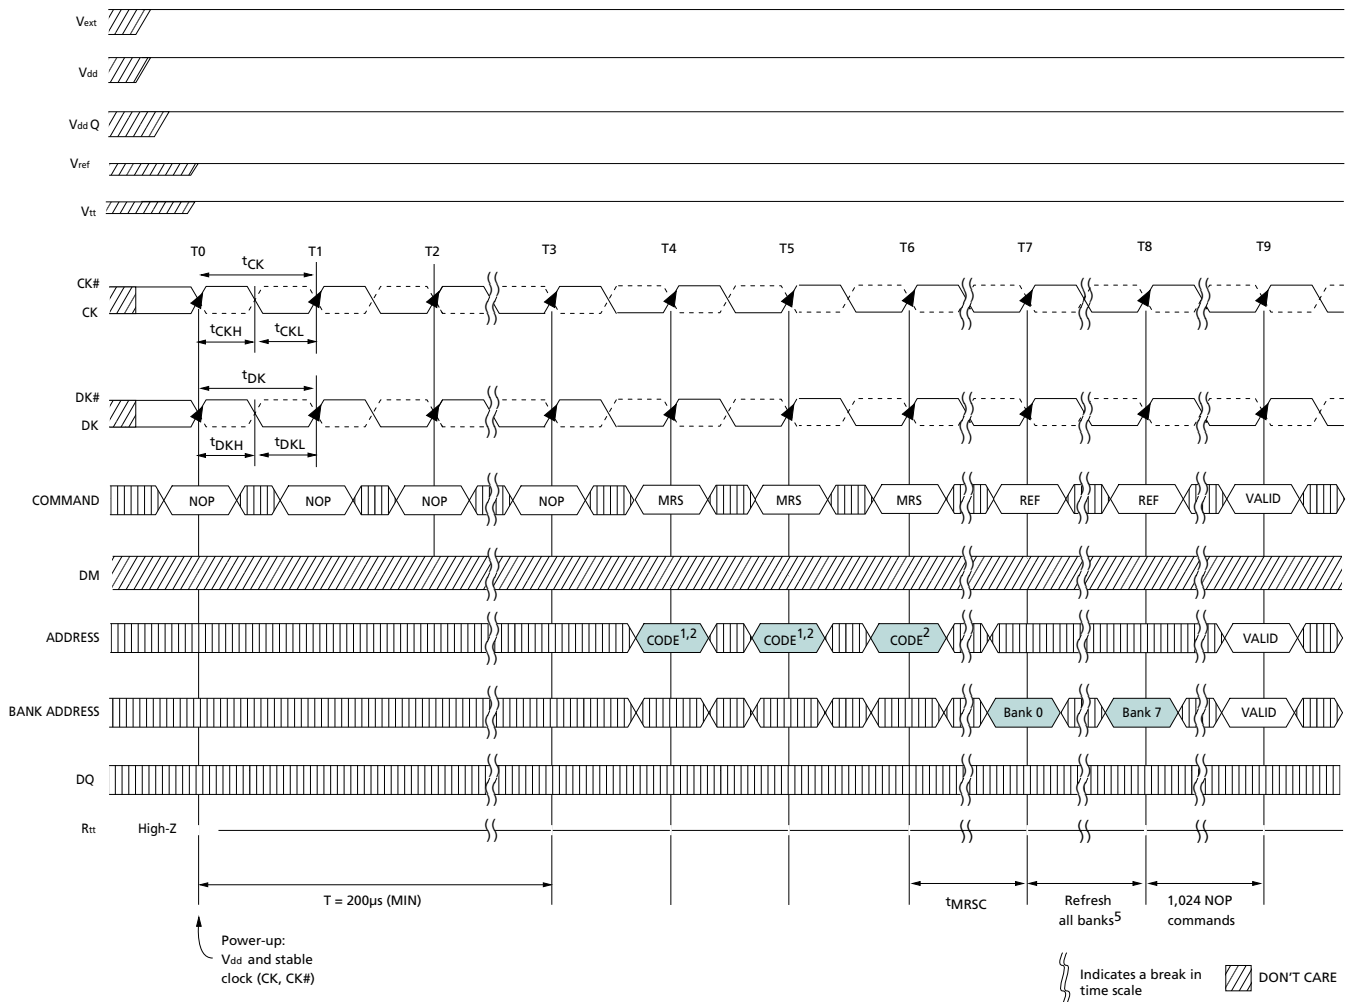 Vext
Vdd
VddQ
Vref
Vtt
T0 T1 T2 T3 T4 T5 T6 T7 T8 T9
tCK
CK#
CK
tCKH tCKL
tDK
DK#
DK
tDKH tDKL
COMMAND NOP NOP NOP NOP MRS MRS MRS REF REF VALID
DM
ADDRESS CODE1,2 CODE1,2 CODE2 VALID
BANK ADDRESS Bank 0 Bank 7 VALID
DQ
Rtt High-Z
T = 200µs (MIN)
tMRSC
Refresh
all banks5
1,024 NOP
commands
Power-up:
Vdd and stable
clock (CK, CK#)
Indicates a break in
time scale
DON'T CARE